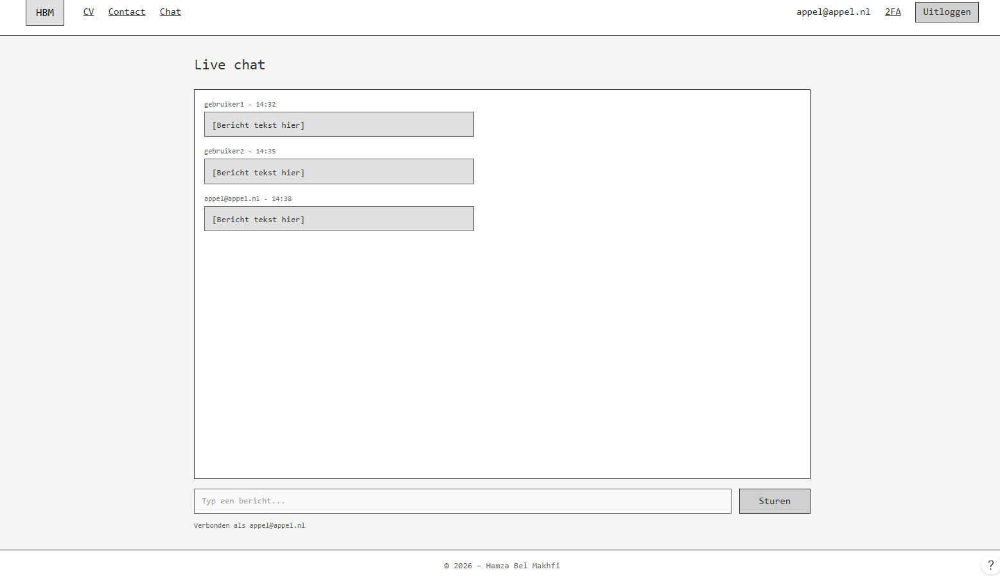 HBM CV Contact Chat appel@appel.nl 2FA Uitloggen
Live chat
gebruiker1 - 14:32
[Bericht tekst hier]
gebruiker2 - 14:35
[Bericht tekst hier]
appel@appel.nl - 14:38
[Bericht tekst hier]
Typ een bericht... Sturen
Verbonden als appel@appel.nl
© 2026 – Hamza Bel Makhfi
?